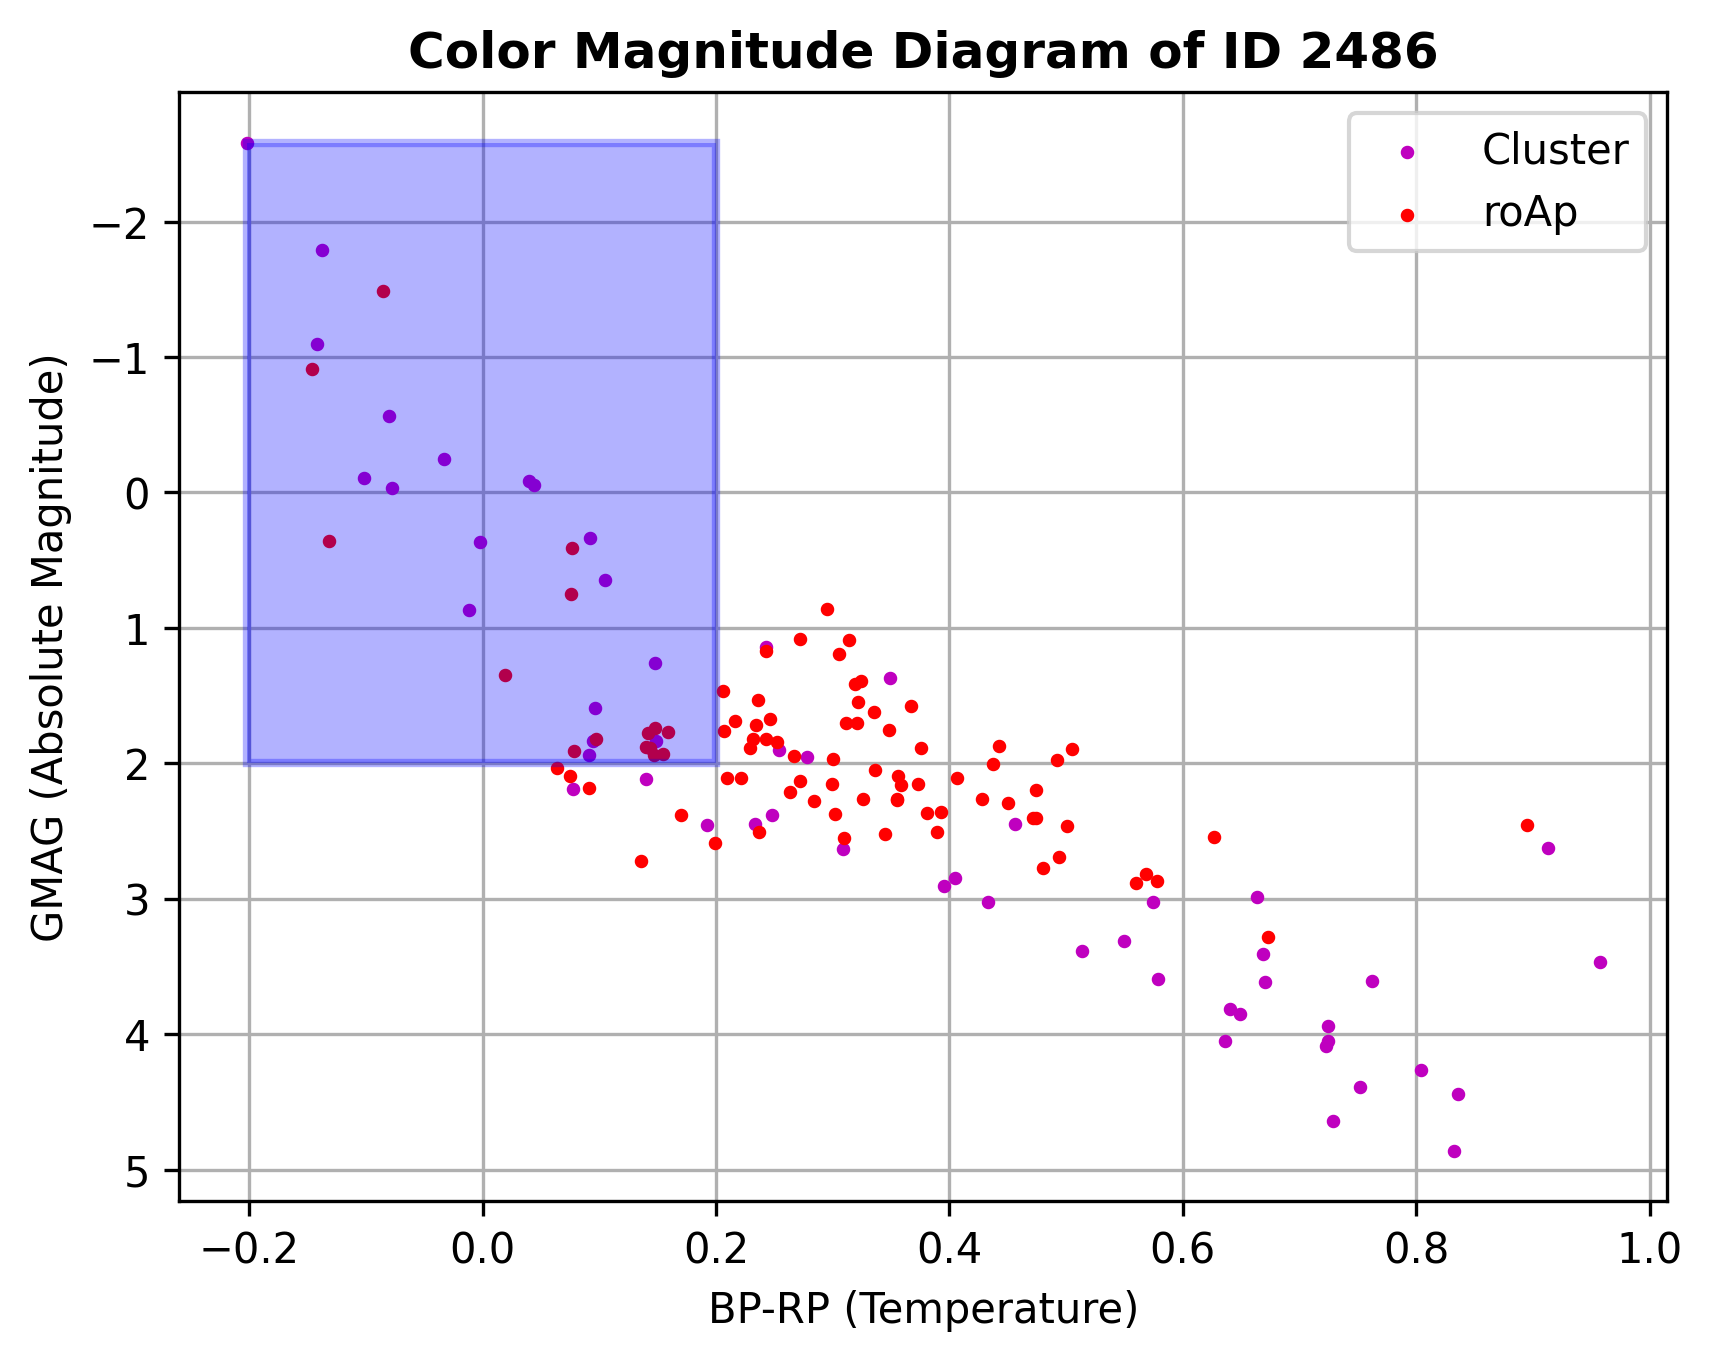 Color Magnitude Diagram of ID 2486
Cluster
roAp
GMAG (Absolute Magnitude)
−2
−1
0
1
2
3
4
5
−0.2 0.0 0.2 0.4 0.6 0.8 1.0
BP-RP (Temperature)